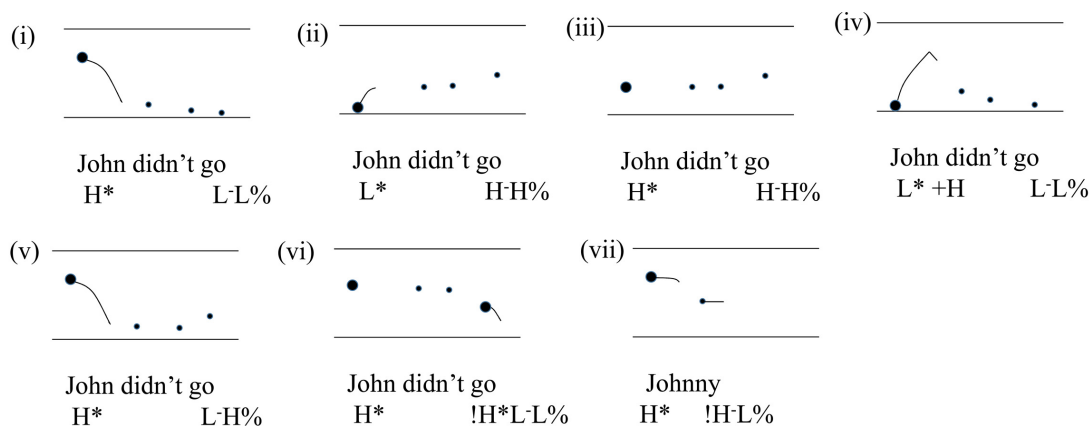 (i)
(ii)
(iii)
(iv)
John didn't go
H* L-L%
John didn't go
L* H-H%
John didn't go
H* H-H%
John didn't go
L* +H L-L%
(v)
(vi)
(vii)
John didn't go
H* L-H%
John didn't go
H* !H*L-L%
Johnny
H* !H-L%